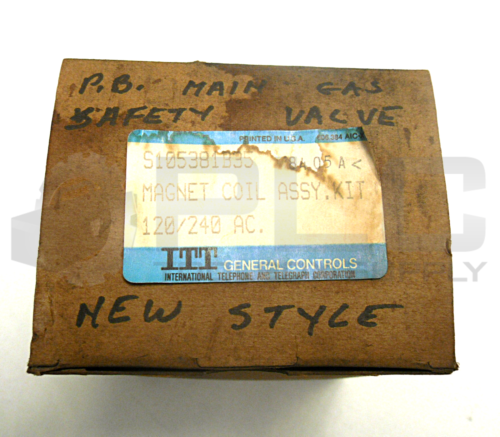 P.B. MAIN GAS
SAFETY VALVE
PRINTED IN U.S.A.
MAGNET COIL ASSY.KIT
120/240 AC.
ITT GENERAL CONTROLS
INTERNATIONAL TELEPHONE AND TELEGRAPH CORPORATION
NEW STYLE